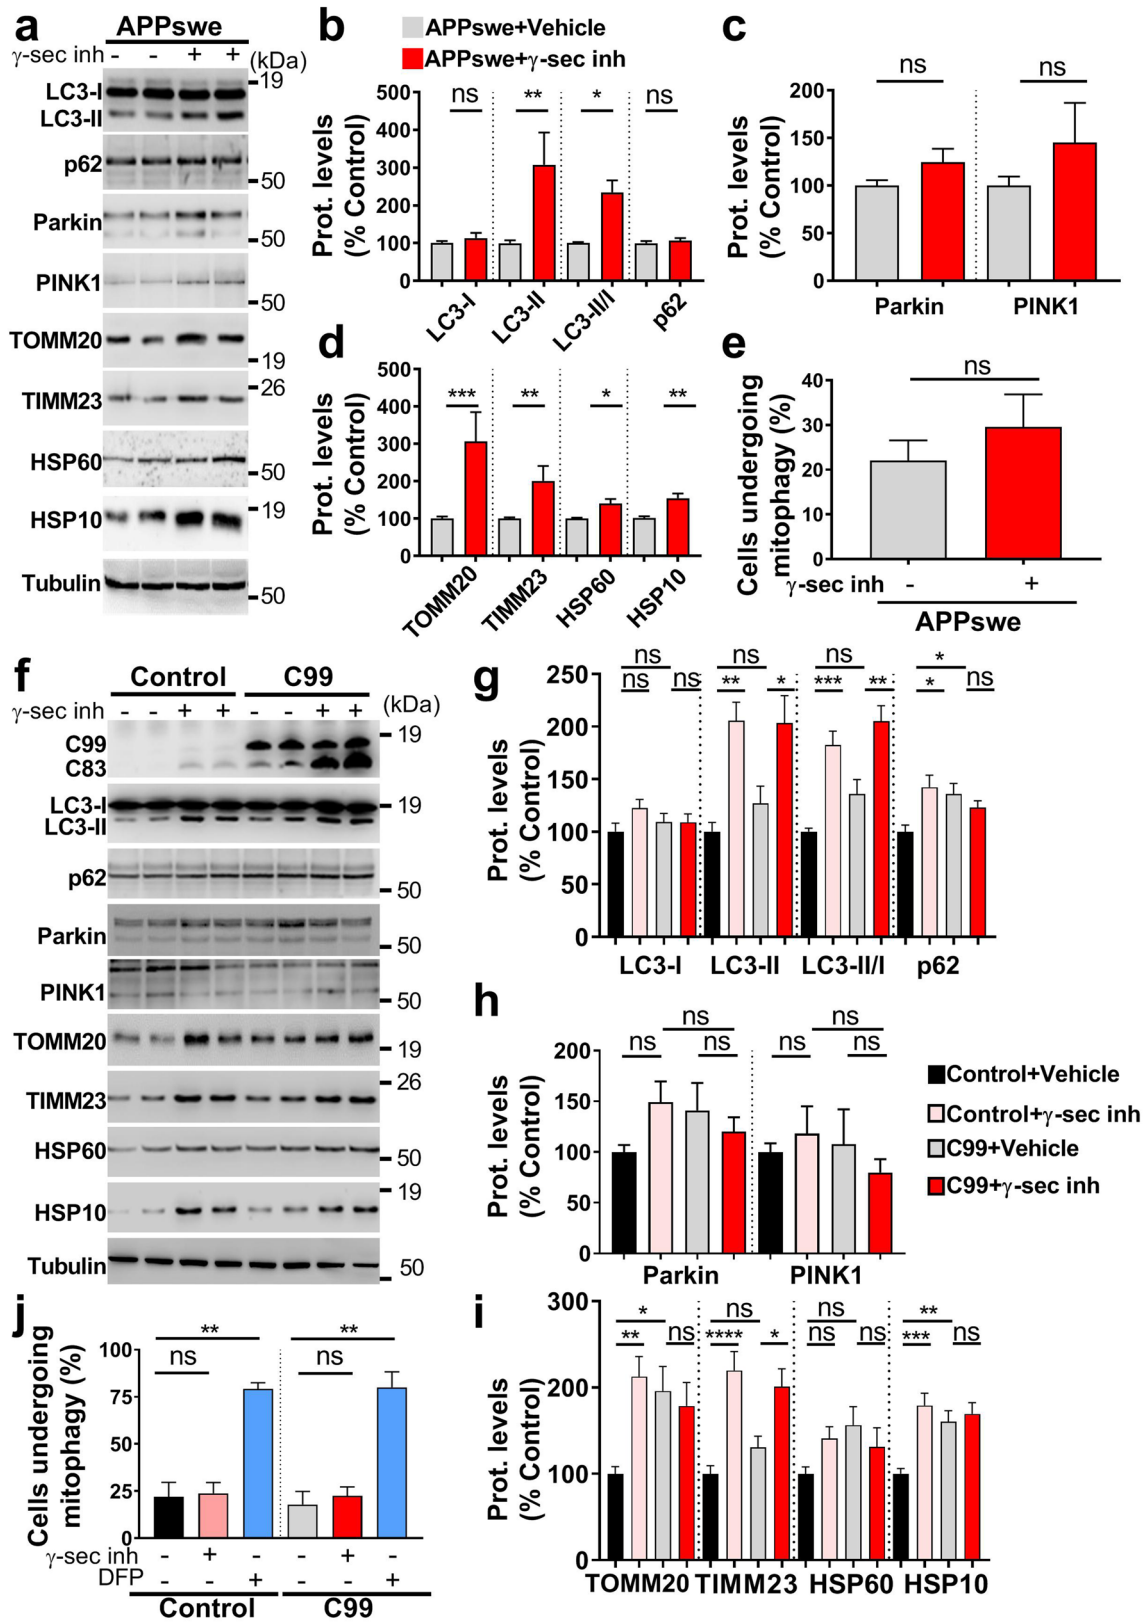 a
APPswe
γ-sec inh - - + + (kDa)
LC3-I
LC3-II
19
p62
50
Parkin
50
PINK1
50
TOMM20
19
TIMM23
26
HSP60
50
HSP10
19
Tubulin
50
b
APPswe+Vehicle
APPswe+γ-sec inh
Prot. levels
(% Control)
500
400
300
200
100
0
ns ** * ns
LC3-I LC3-II LC3-II/I p62
c
Prot. levels
(% Control)
200
150
100
50
0
ns ns
Parkin PINK1
d
Prot. levels
(% Control)
500
400
300
200
100
0
*** ** * **
TOMM20 TIMM23 HSP60 HSP10
e
Cells undergoing
mitophagy (%)
40
30
20
10
0
ns
γ-sec inh - +
APPswe
f
Control C99
γ-sec inh - - + + - - + + (kDa)
C99
C83
19
LC3-I
LC3-II
19
p62
50
Parkin
50
PINK1
50
TOMM20
19
TIMM23
26
HSP60
50
HSP10
19
Tubulin
50
g
Prot. levels
(% Control)
250
200
150
100
50
0
ns ns ns *
ns ns ** * *** ** * ns
LC3-I LC3-II LC3-II/I p62
h
Prot. levels
(% Control)
200
150
100
50
0
ns ns
ns ns ns ns
Parkin PINK1
Control+Vehicle
Control+γ-sec inh
C99+Vehicle
C99+γ-sec inh
i
Prot. levels
(% Control)
300
200
100
0
* ns ns **
** ns **** * ns ns *** ns
TOMM20 TIMM23 HSP60 HSP10
j
Cells undergoing
mitophagy (%)
100
75
50
25
0
** **
ns ns
γ-sec inh - + - - + -
DFP - - + - - +
Control C99